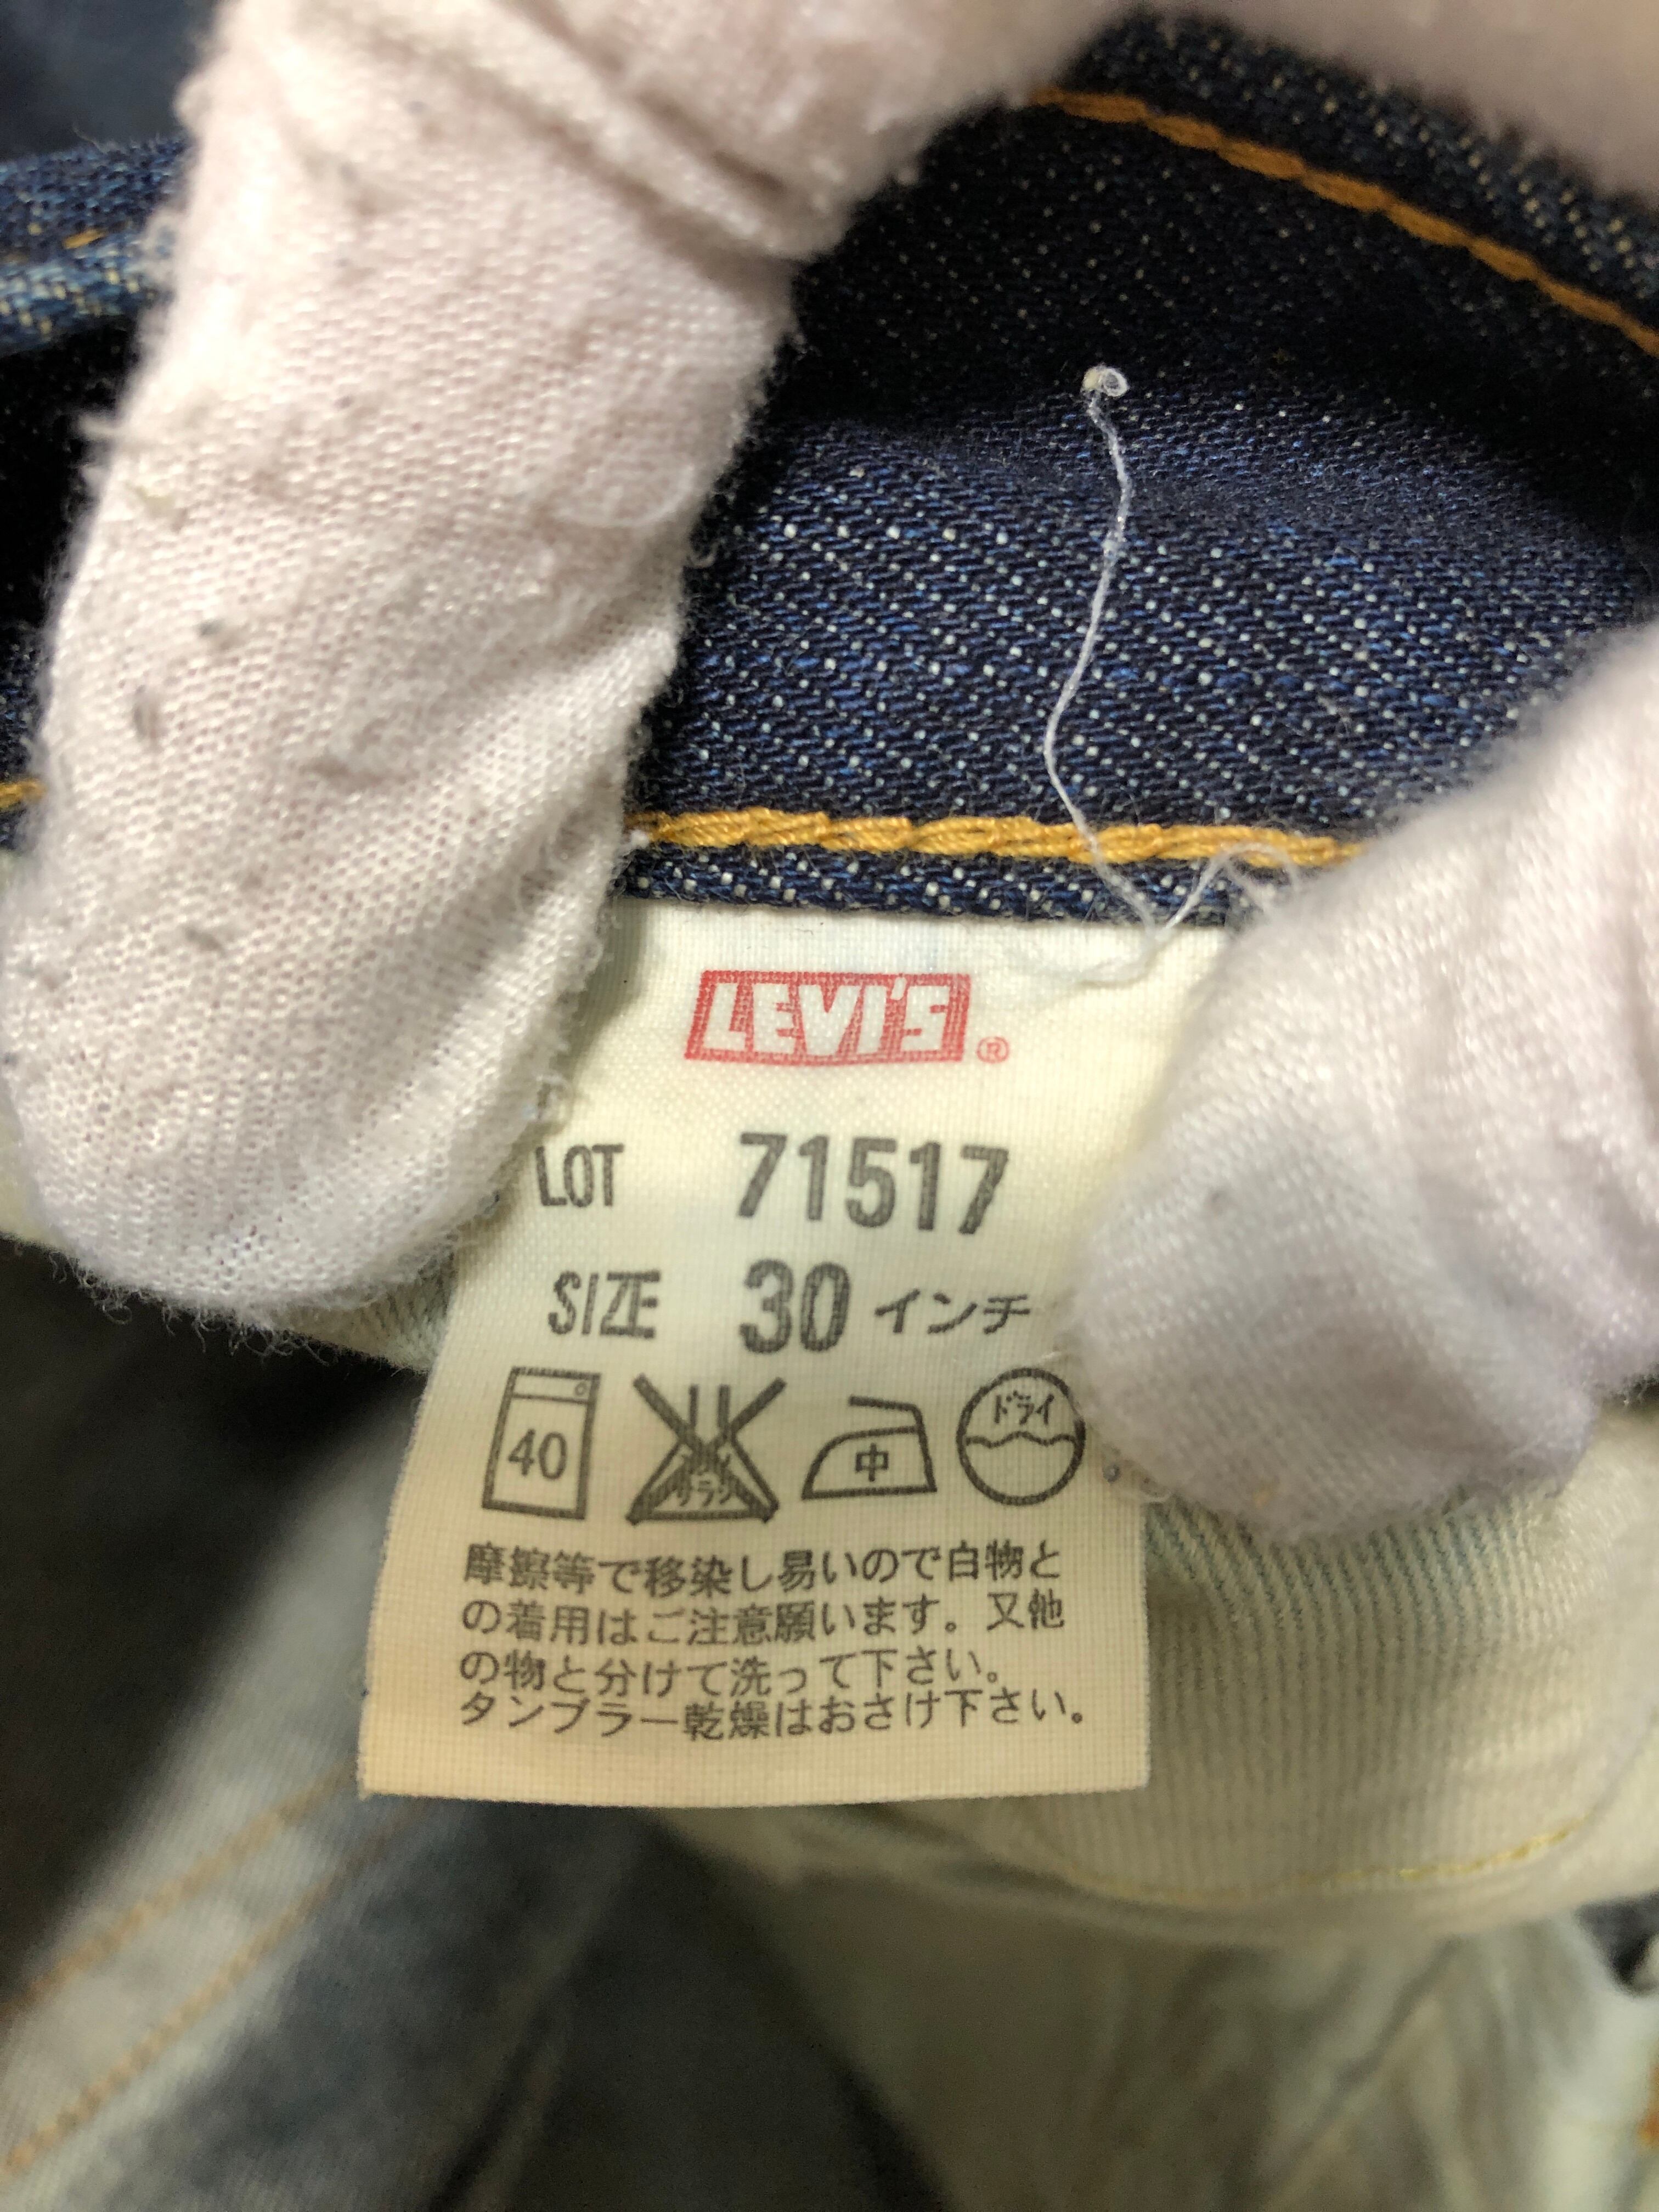 LEVI'S®
LOT 71517
SIZE 30 インチ
40 中 ドライ
摩擦等で移染し易いので白物と
の着用はご注意願います。又他
の物と分けて洗って下さい。
タンブラー乾燥はおさけ下さい。